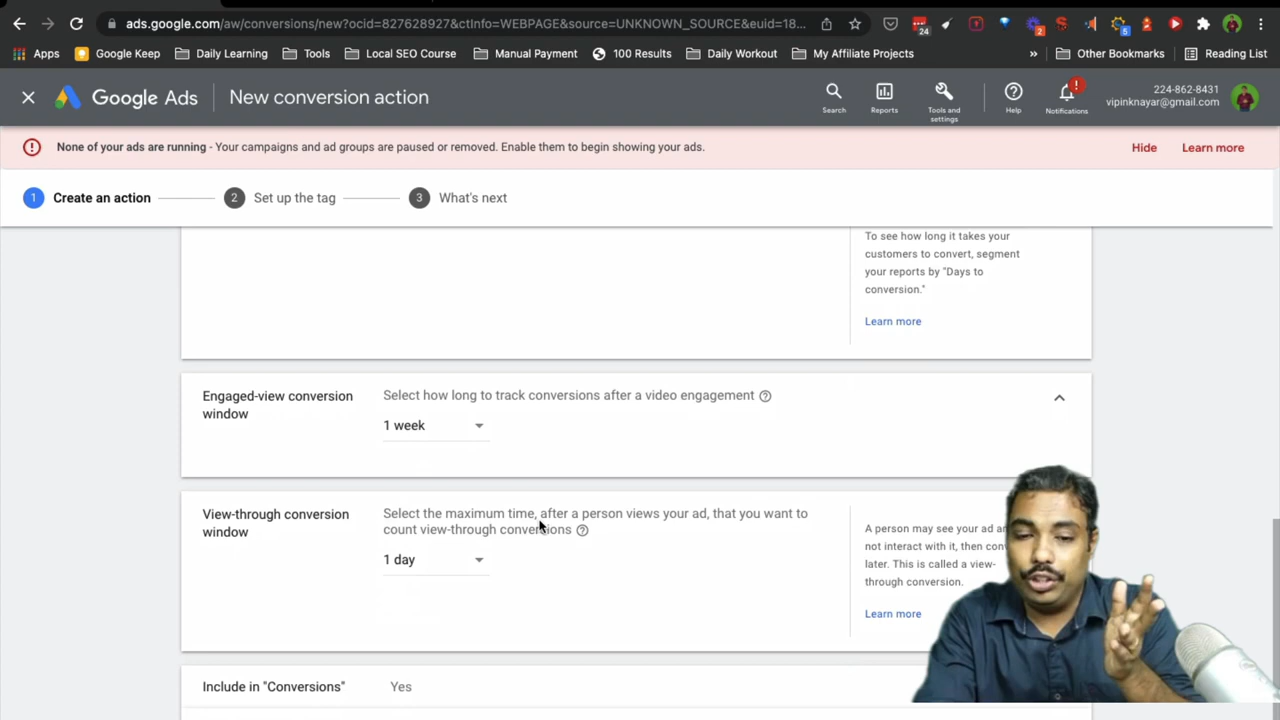 ads.google.com/aw/conversions/new?ocid=827628927&ctInfo=WEBPAGE&source=UNKNOWN_SOURCE&euid=18...
24
2
5
Apps
Google Keep
Daily Learning
Tools
Local SEO Course
Manual Payment
100 Results
Daily Workout
My Affiliate Projects
»
Other Bookmarks
Reading List
Google Ads
New conversion action
Search
Reports
Tools and
settings
Help
Notifications
224-862-8431
vipinknayar@gmail.com
None of your ads are running - Your campaigns and ad groups are paused or removed. Enable them to begin showing your ads.
Hide
Learn more
1 Create an action
2 Set up the tag
3 What's next
To see how long it takes your
customers to convert, segment
your reports by "Days to
conversion."
Learn more
Engaged-view conversion
window
Select how long to track conversions after a video engagement
1 week
View-through conversion
window
Select the maximum time, after a person views your ad, that you want to
count view-through conversions
1 day
A person may see your ad
not interact with it, then
later. This is called a view-
through conversion.
Learn more
Include in "Conversions"
Yes